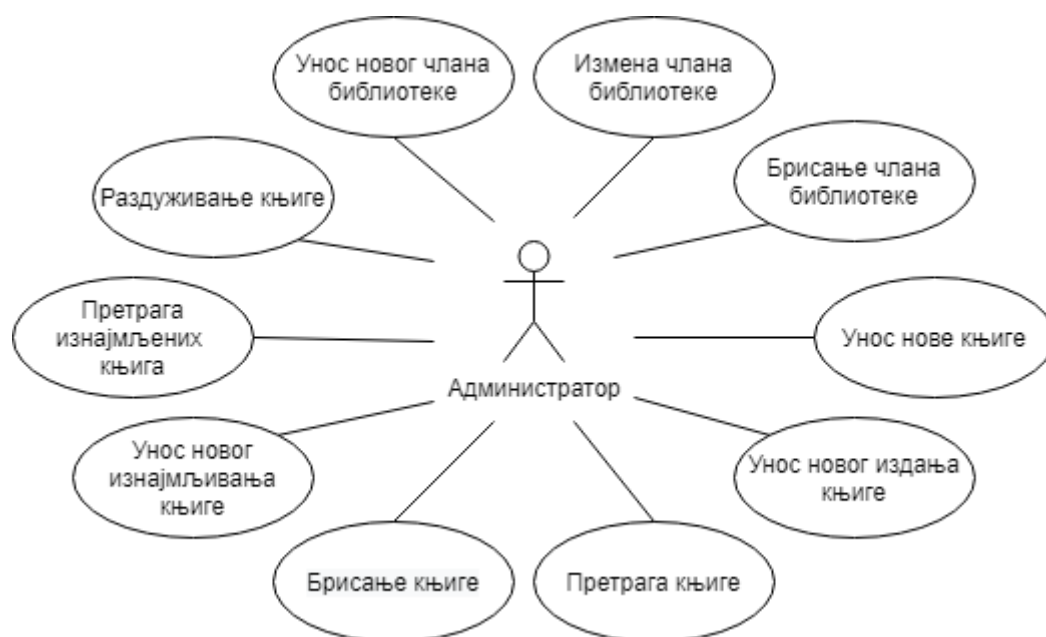 Унос новог члана
библиотеке
Измена члана
библиотеке
Брисање члана
библиотеке
Раздуживање књиге
Претрага
изнајмљених
књига
Унос нове књиге
Администратор
Унос новог
изнајмљивања
књиге
Унос новог издања
књиге
Брисање књиге
Претрага књиге